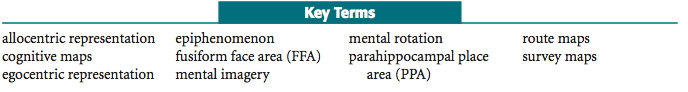 Key Terms
allocentric representation
cognitive maps
egocentric representation
epiphenomenon
fusiform face area (FFA)
mental imagery
mental rotation
parahippocampal place
area (PPA)
route maps
survey maps